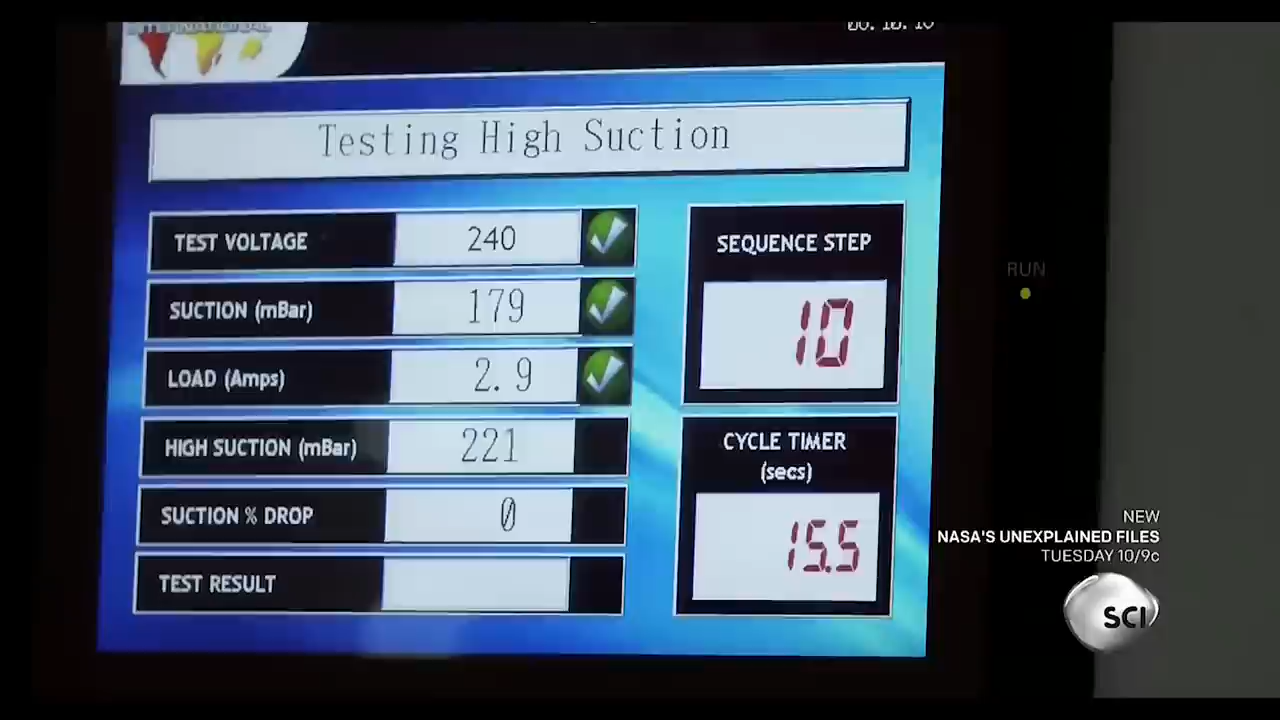 INTERNATIONAL
Testing High Suction
TEST VOLTAGE 240
SUCTION (mBar) 179
LOAD (Amps) 2.9
HIGH SUCTION (mBar) 221
SUCTION % DROP 0
TEST RESULT
SEQUENCE STEP
10
CYCLE TIMER
(secs)
15.5
RUN
NEW
NASA'S UNEXPLAINED FILES
TUESDAY 10/9c
SCI